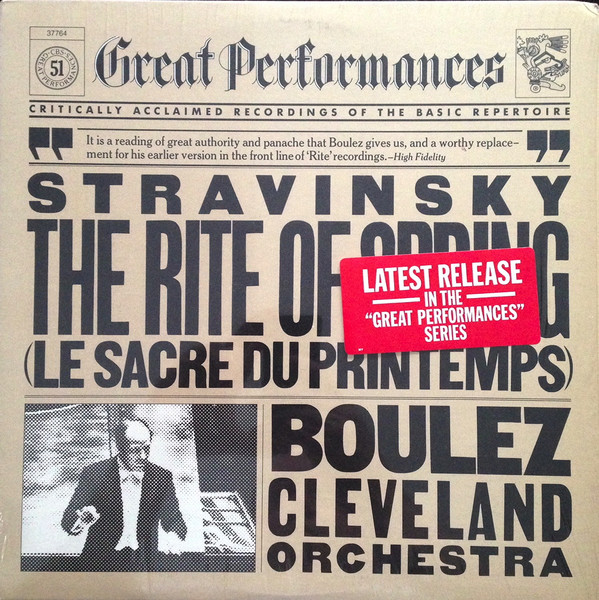 37764
51
Great Performances
CRITICALLY ACCLAIMED RECORDINGS OF THE BASIC REPERTOIRE
"It is a reading of great authority and panache that Boulez gives us, and a worthy replace-
ment for his earlier version in the front line of 'Rite' recordings.–High Fidelity"
STRAVINSKY
THE RITE OF SPRING
LATEST RELEASE
IN THE
"GREAT PERFORMANCES"
SERIES
(LE SACRE DU PRINTEMPS)
BOULEZ
CLEVELAND
ORCHESTRA